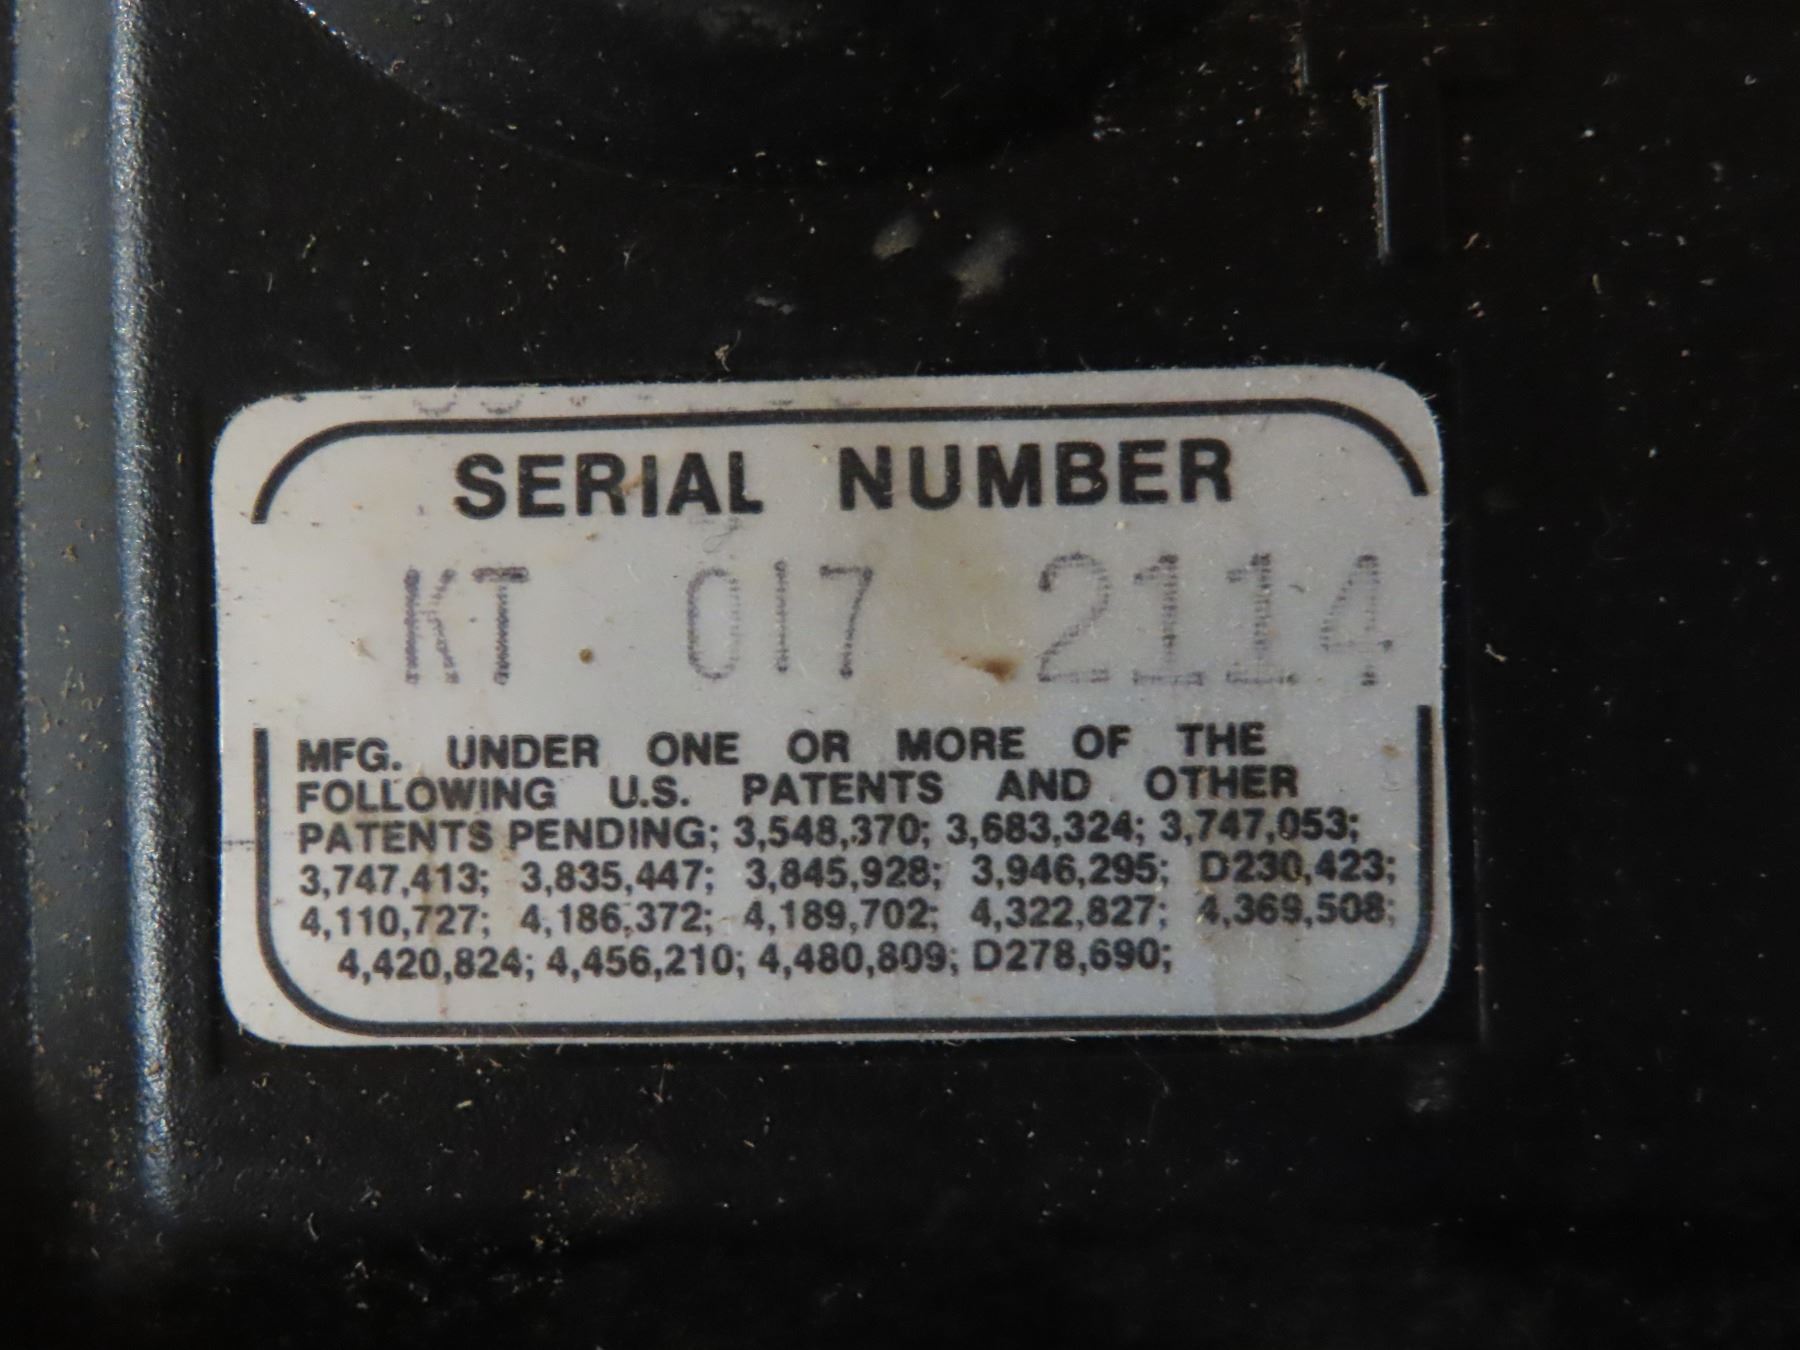 SERIAL NUMBER
KT 017 2114
MFG. UNDER ONE OR MORE OF THE
FOLLOWING U.S. PATENTS AND OTHER
PATENTS PENDING; 3,548,370; 3,683,324; 3,747,053;
3,747,413; 3,835,447; 3,845,928; 3,946,295; D230,423;
4,110,727; 4,186,372; 4,189,702; 4,322,827; 4,369,508;
4,420,824; 4,456,210; 4,480,809; D278,690;